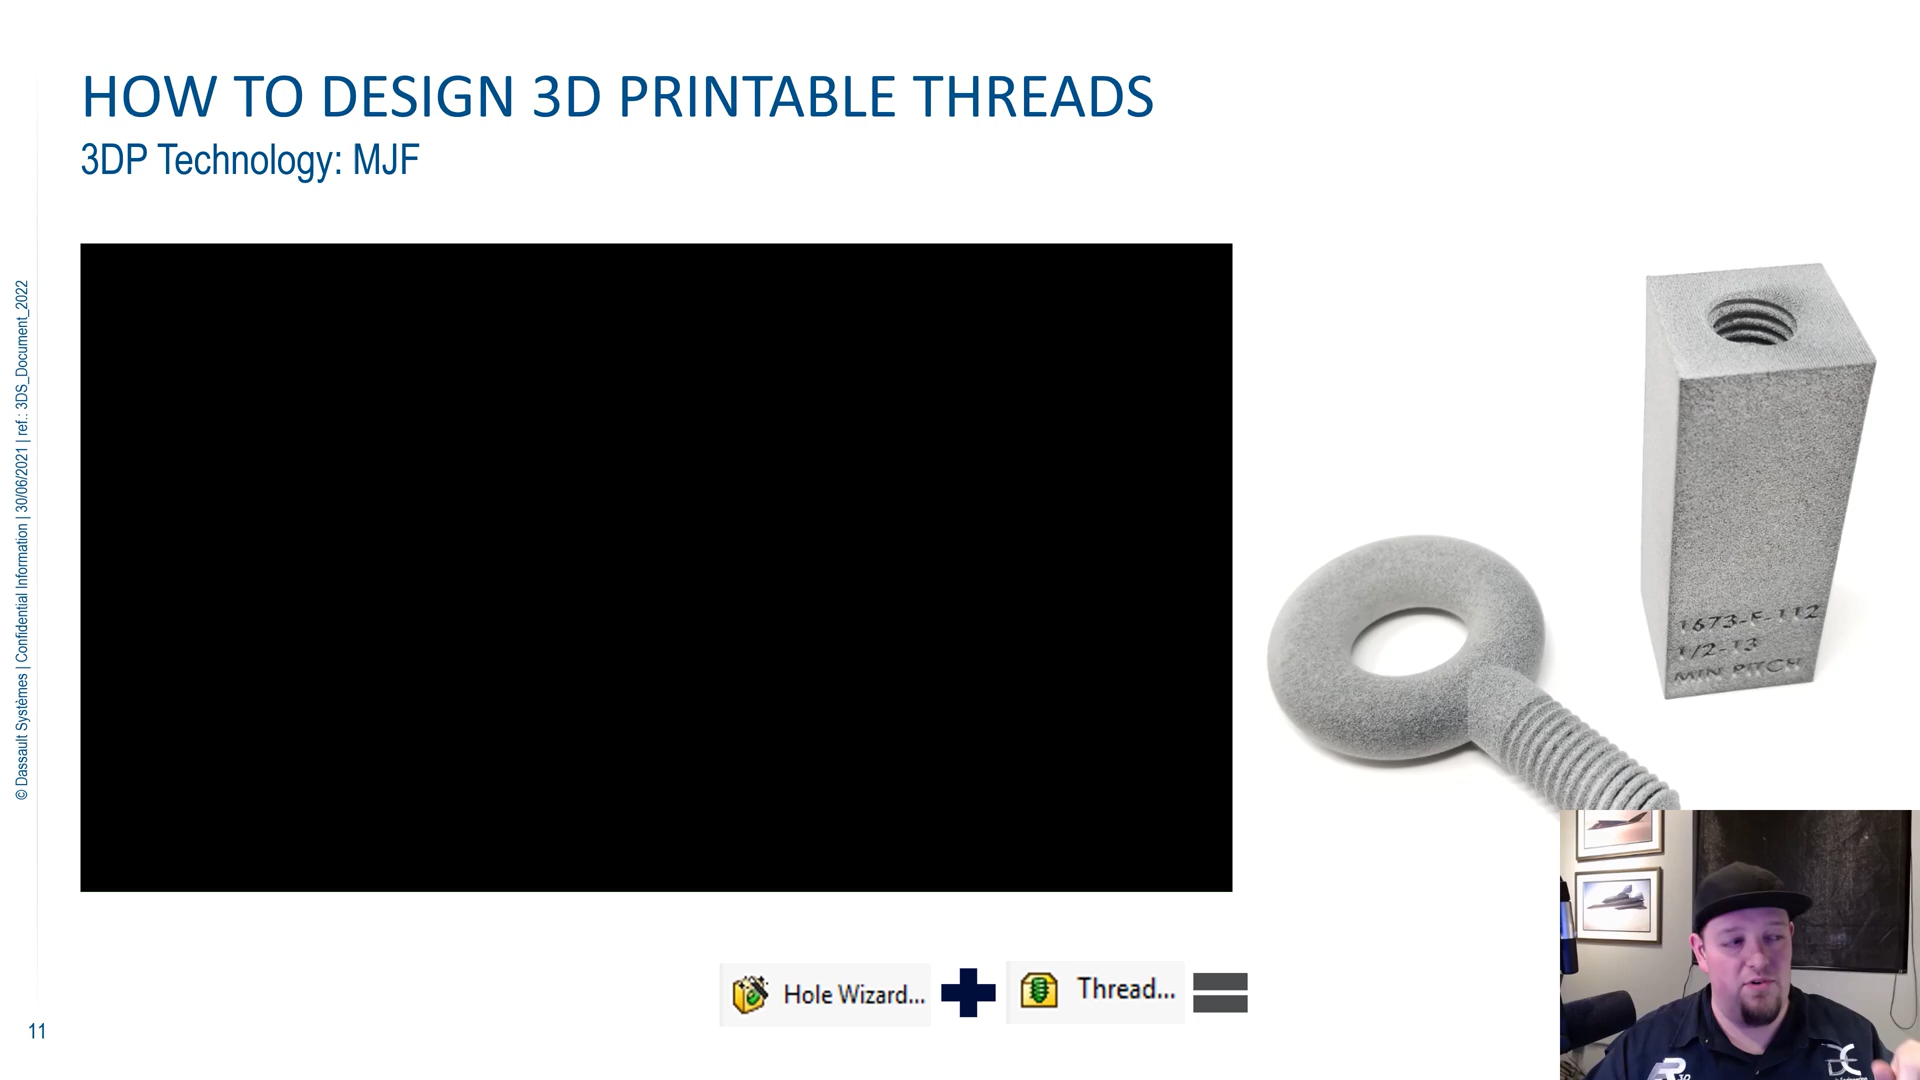 HOW TO DESIGN 3D PRINTABLE THREADS
3DP Technology: MJF
© Dassault Systèmes | Confidential Information | 30/06/2021 | ref.: 3DS_Document_2022
1673-F-112
1/2-13
MIN PITCH
Hole Wizard...
Thread...
11